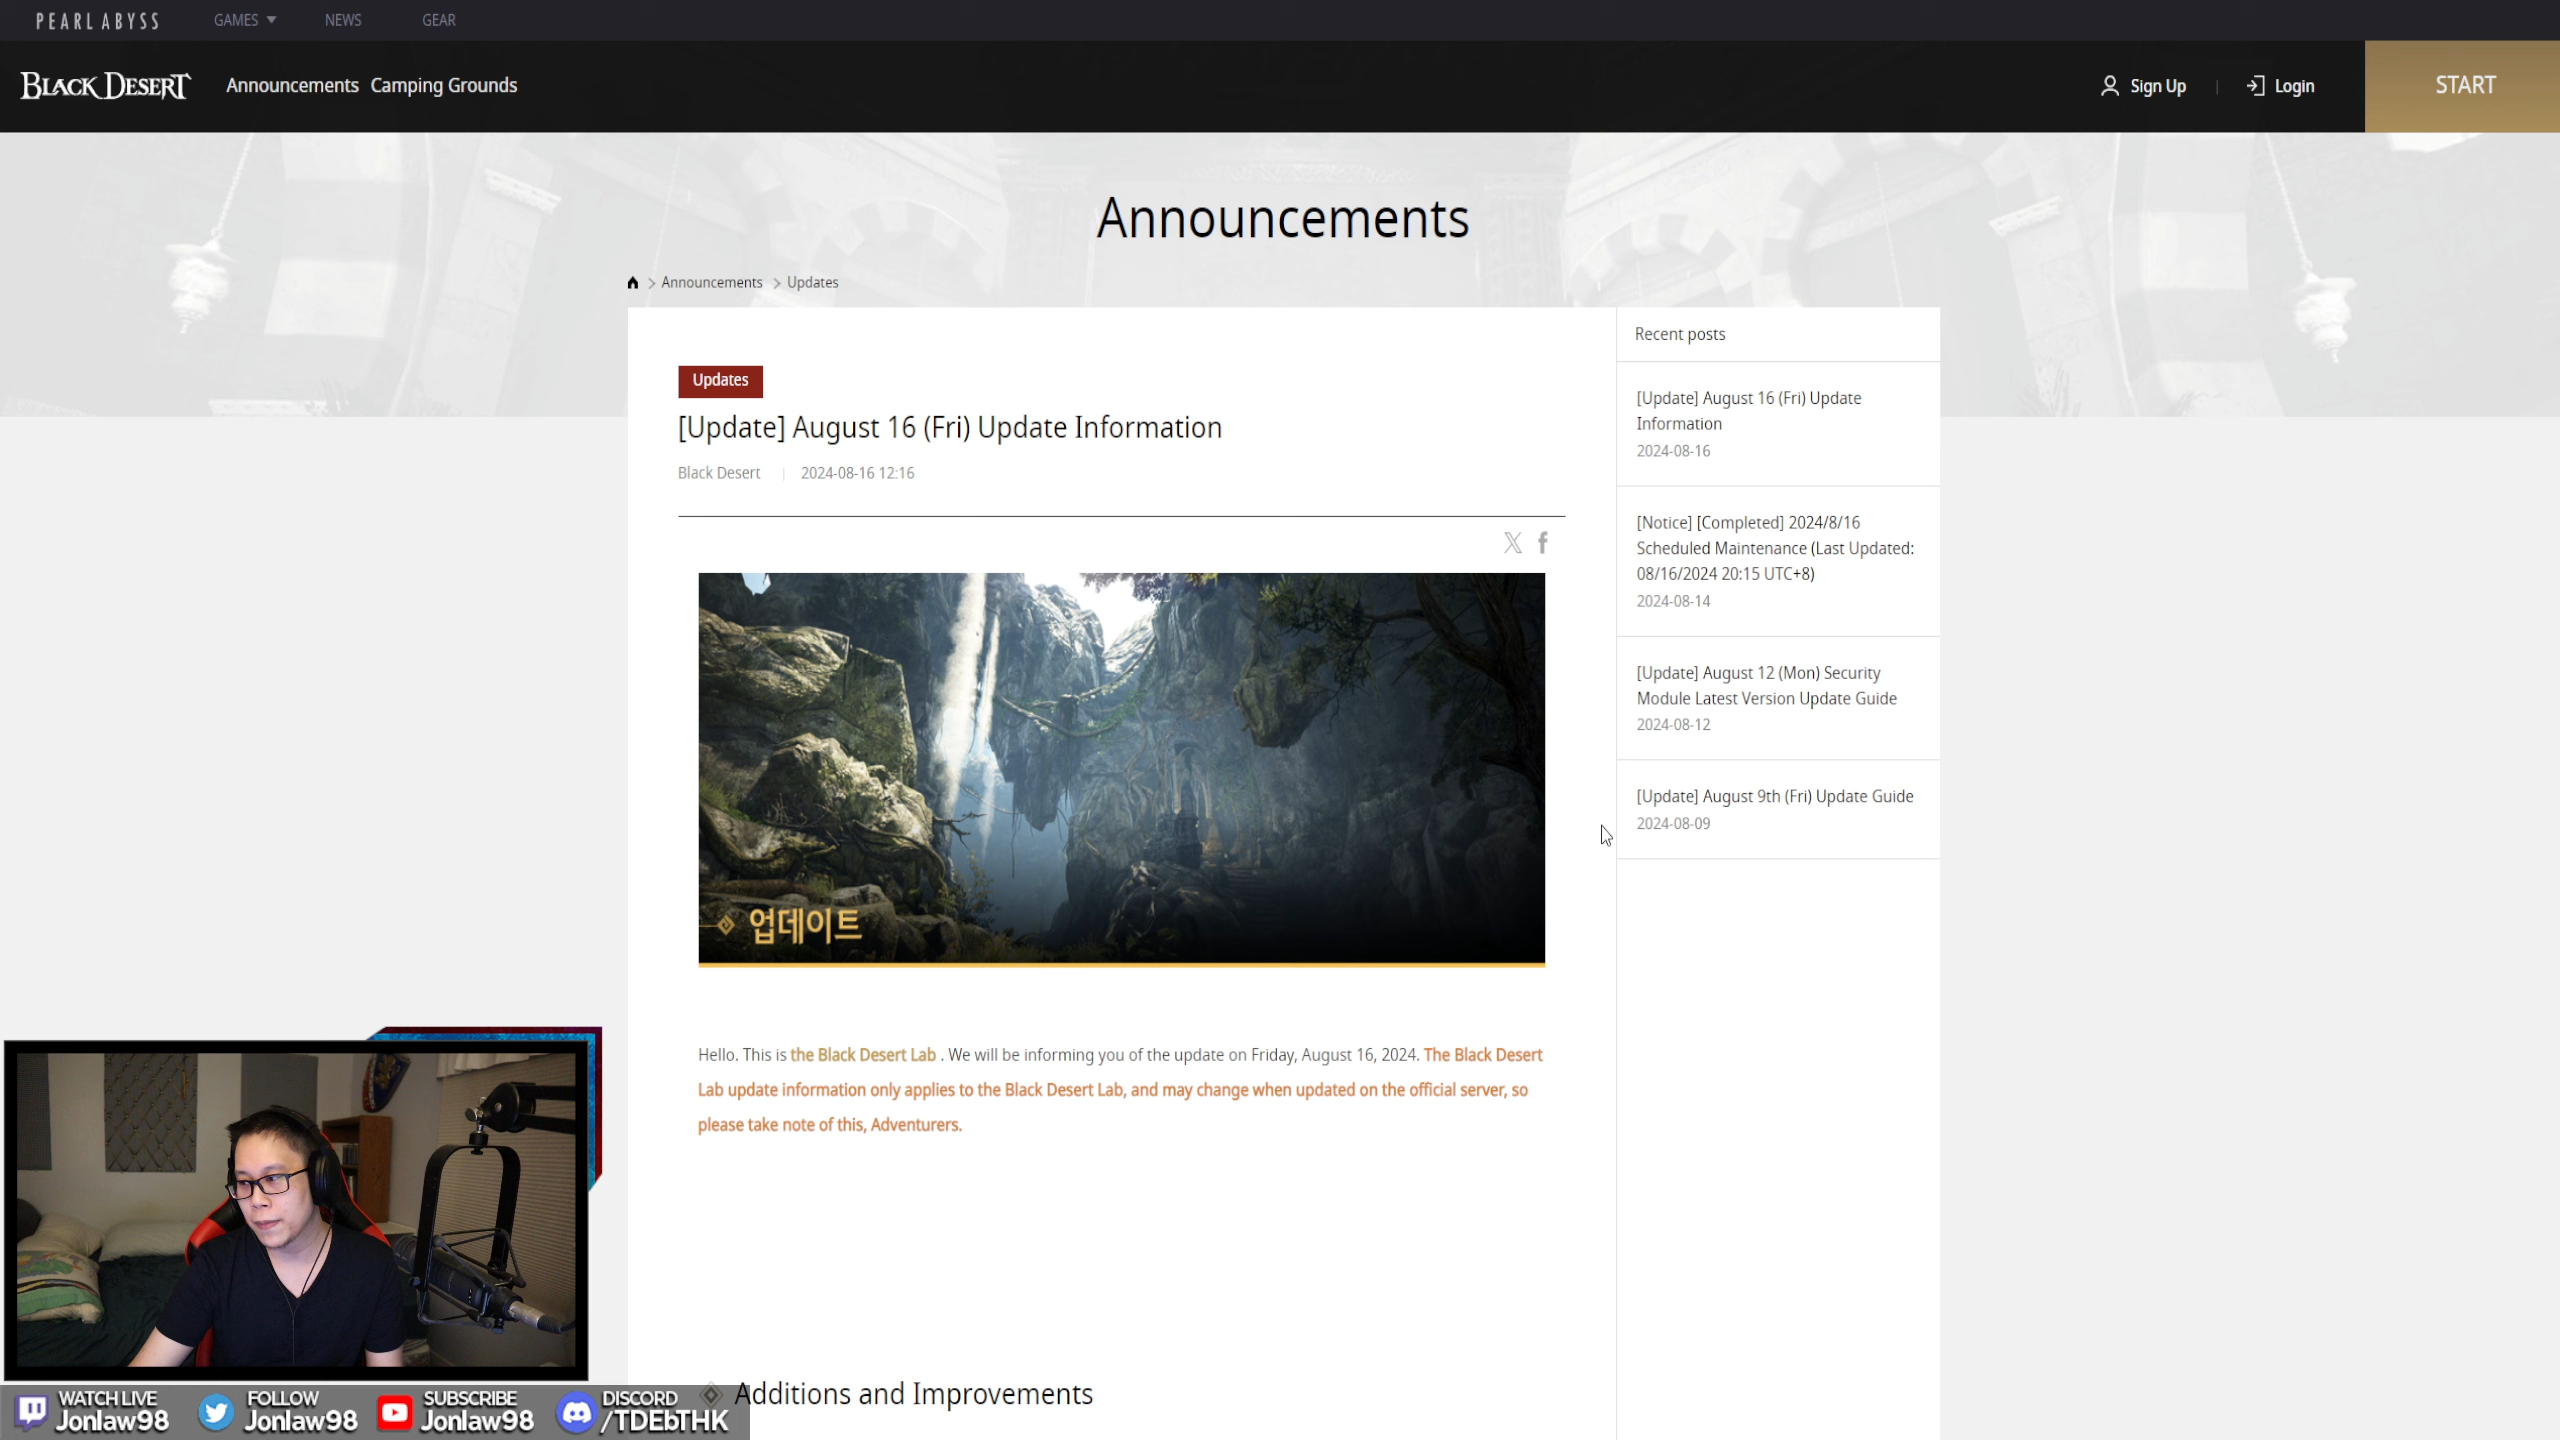 PEARL ABYSS
GAMES
NEWS
GEAR
BLACK DESERT
Announcements
Camping Grounds
Sign Up
Login
START
Announcements
Announcements
Updates
Updates
[Update] August 16 (Fri) Update Information
Black Desert
2024-08-16 12:16
업데이트
Hello. This is the Black Desert Lab . We will be informing you of the update on Friday, August 16, 2024. The Black Desert
Lab update information only applies to the Black Desert Lab, and may change when updated on the official server, so
please take note of this, Adventurers.
Additions and Improvements
Recent posts
[Update] August 16 (Fri) Update
Information
2024-08-16
[Notice] [Completed] 2024/8/16
Scheduled Maintenance (Last Updated:
08/16/2024 20:15 UTC+8)
2024-08-14
[Update] August 12 (Mon) Security
Module Latest Version Update Guide
2024-08-12
[Update] August 9th (Fri) Update Guide
2024-08-09
WATCH LIVE
Jonlaw98
FOLLOW
Jonlaw98
SUBSCRIBE
Jonlaw98
DISCORD
/TDEbTHK